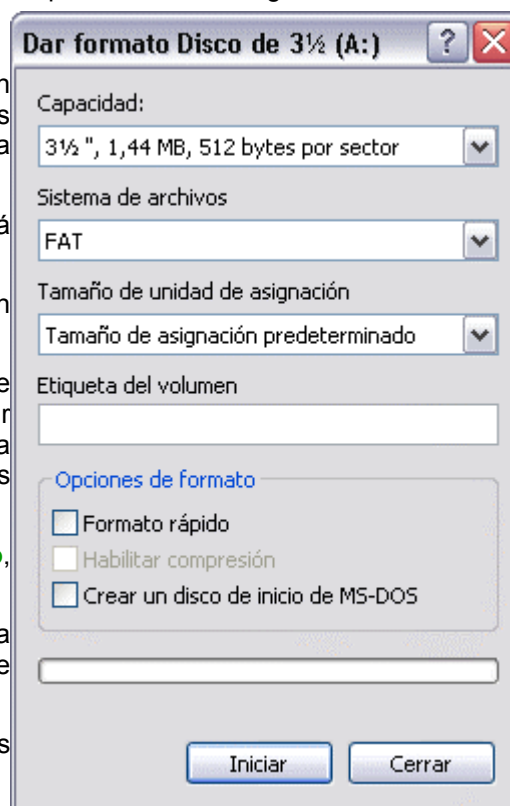 Dar formato Disco de 3½ (A:)
Capacidad:
3½ ", 1,44 MB, 512 bytes por sector
Sistema de archivos
FAT
Tamaño de unidad de asignación
Tamaño de asignación predeterminado
Etiqueta del volumen
Opciones de formato
Formato rápido
Habilitar compresión
Crear un disco de inicio de MS-DOS
Iniciar
Cerrar